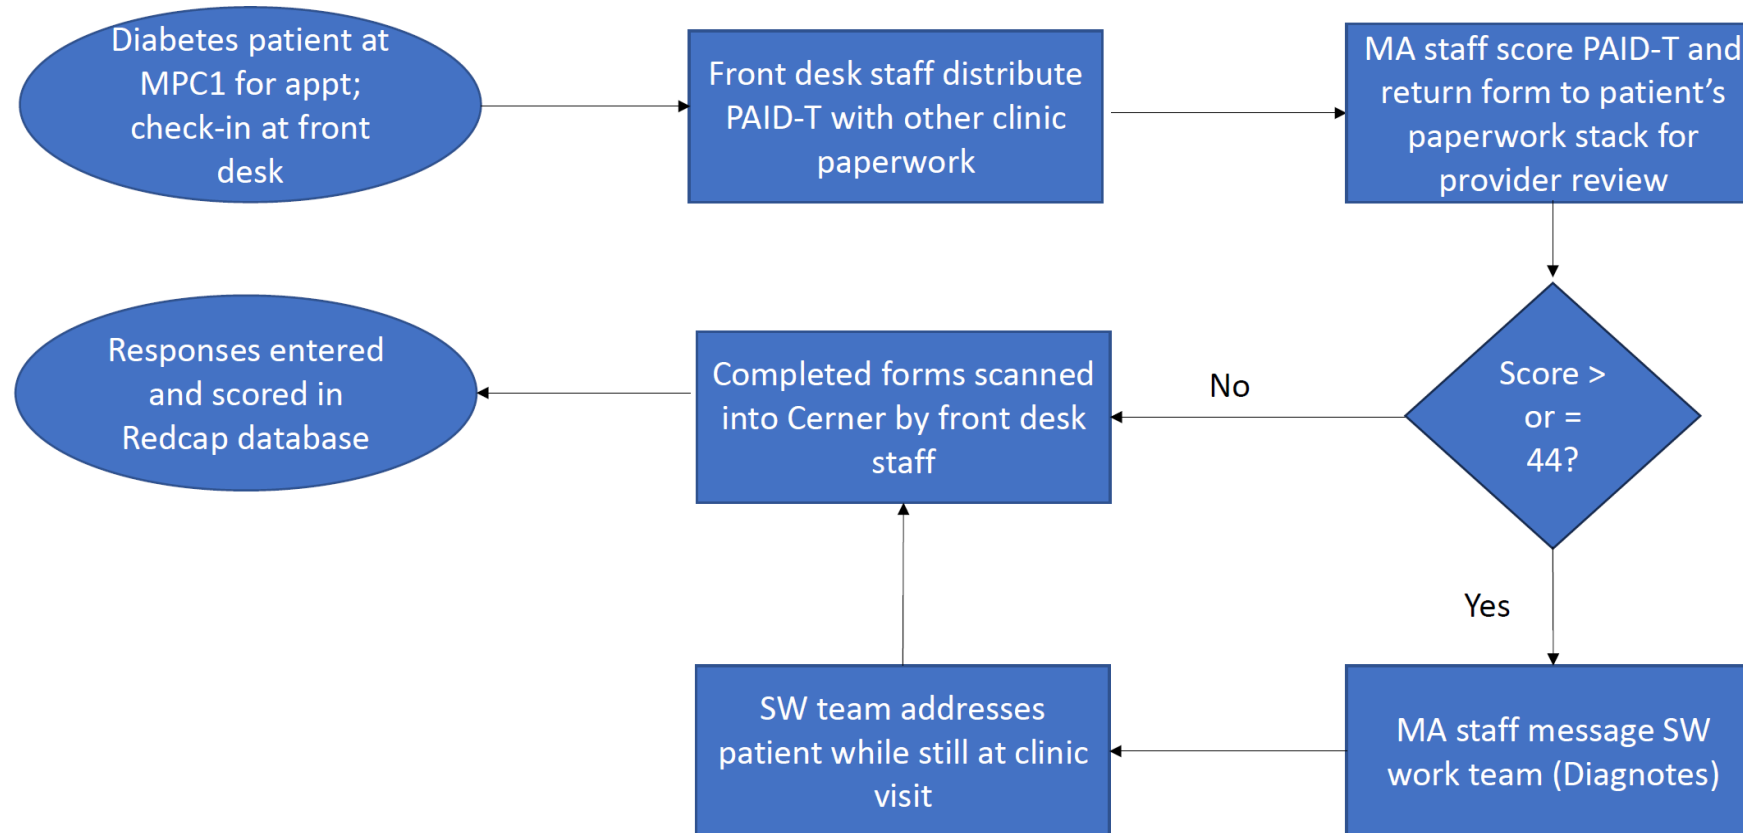 Diabetes patient at
MPC1 for appt;
check-in at front
desk
Front desk staff distribute
PAID-T with other clinic
paperwork
MA staff score PAID-T and
return form to patient's
paperwork stack for
provider review
Score >
or =
44?
No
Yes
Completed forms scanned
into Cerner by front desk
staff
Responses entered
and scored in
Redcap database
MA staff message SW
work team (Diagnotes)
SW team addresses
patient while still at clinic
visit